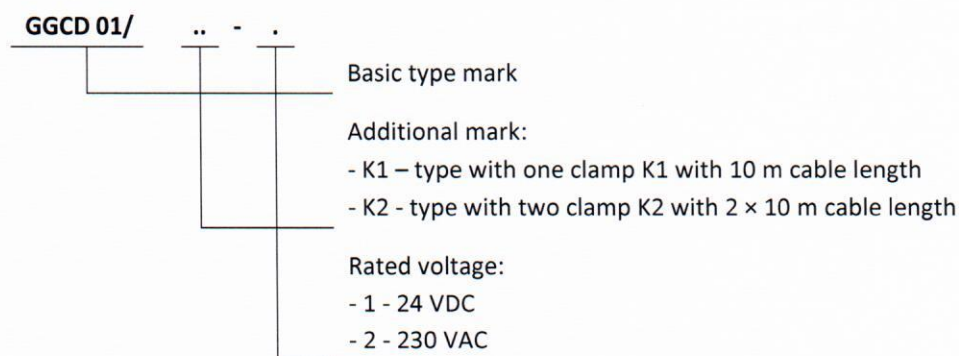 GGCD 01/ .. - .
Basic type mark
Additional mark:
- K1 – type with one clamp K1 with 10 m cable length
- K2 - type with two clamp K2 with 2 × 10 m cable length
Rated voltage:
- 1 - 24 VDC
- 2 - 230 VAC